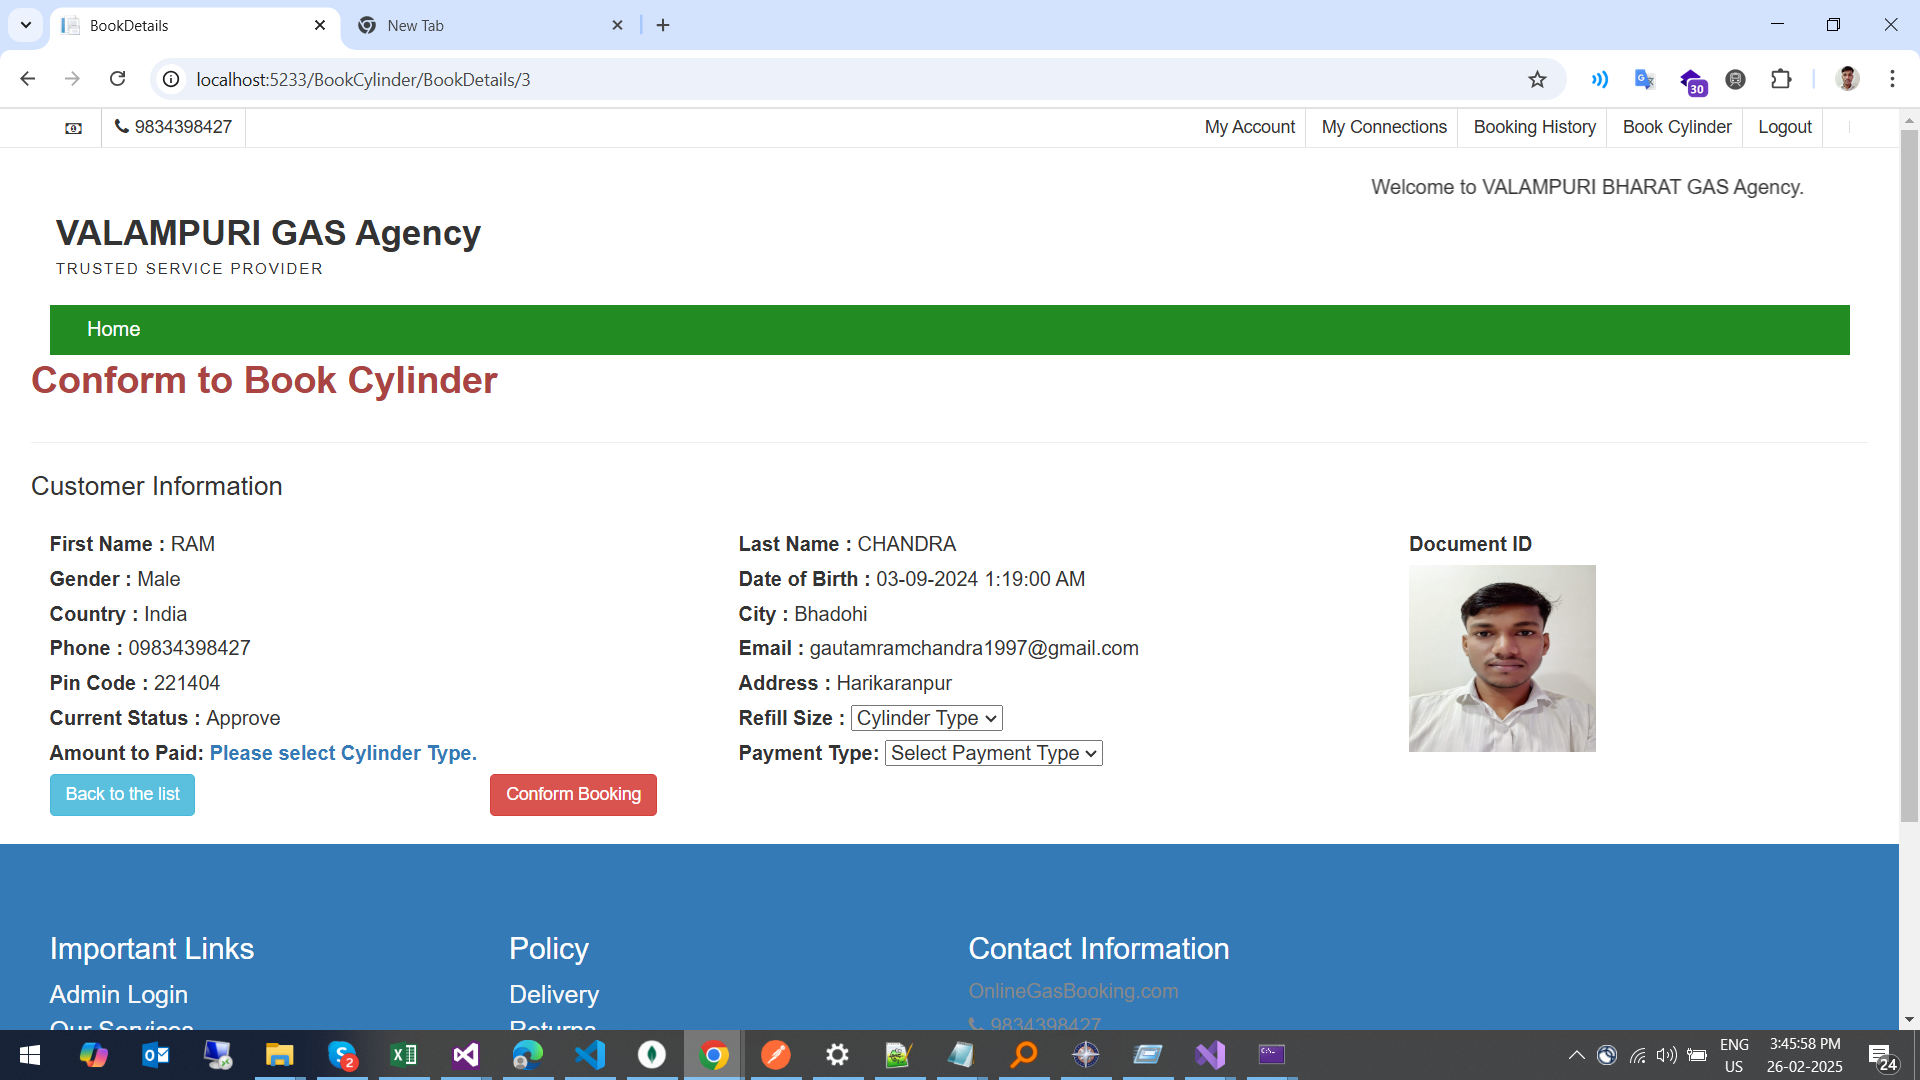 BookDetails
New Tab
localhost:5233/BookCylinder/BookDetails/3
30
9834398427
My Account
My Connections
Booking History
Book Cylinder
Logout
Welcome to VALAMPURI BHARAT GAS Agency.
VALAMPURI GAS Agency
TRUSTED SERVICE PROVIDER
Home
Conform to Book Cylinder
Customer Information
First Name : RAM
Last Name : CHANDRA
Document ID
Gender : Male
Date of Birth : 03-09-2024 1:19:00 AM
Country : India
City : Bhadohi
Phone : 09834398427
Email : gautamramchandra1997@gmail.com
Pin Code : 221404
Address : Harikaranpur
Current Status : Approve
Refill Size : Cylinder Type
Amount to Paid: Please select Cylinder Type.
Payment Type: Select Payment Type
Back to the list
Conform Booking
Important Links
Policy
Contact Information
Admin Login
Delivery
OnlineGasBooking.com
Our Services
Returns
9834398427
2
ENG
US
3:45:58 PM
26-02-2025
24